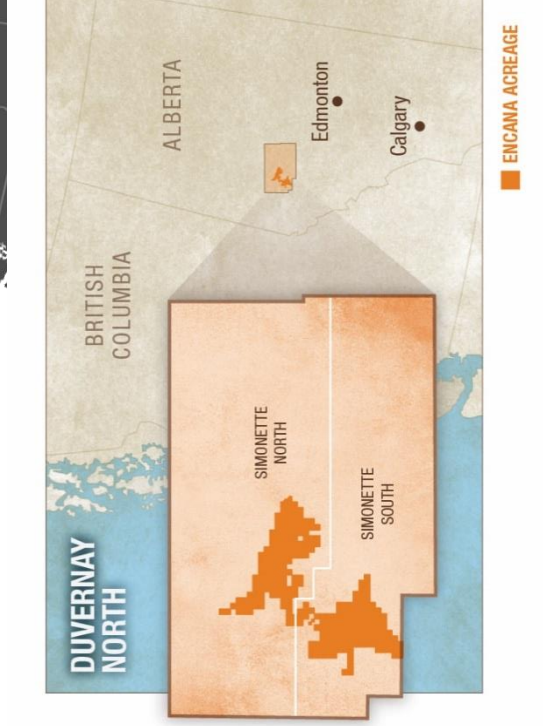 DUVERNAY
NORTH
BRITISH
COLUMBIA
ALBERTA
Edmonton
Calgary
SIMONETTE
NORTH
SIMONETTE
SOUTH
ENCANA ACREAGE